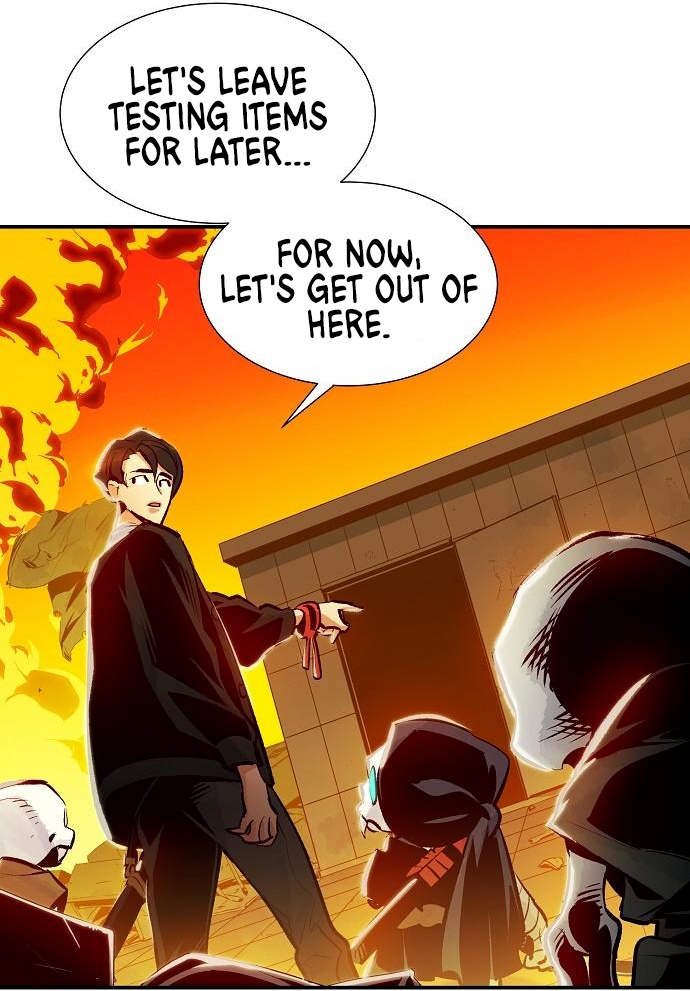 LET'S LEAVE
TESTING ITEMS
FOR LATER...
FOR NOW,
LET'S GET OUT OF
HERE.